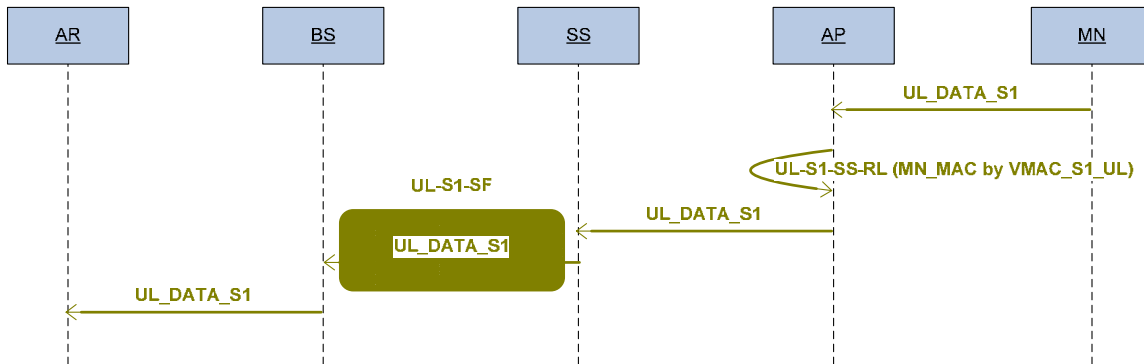 AR
BS
SS
AP
MN
UL_DATA_S1
UL-S1-SS-RL (MN_MAC by VMAC_S1_UL)
UL-S1-SF
UL_DATA_S1
UL_DATA_S1
UL_DATA_S1